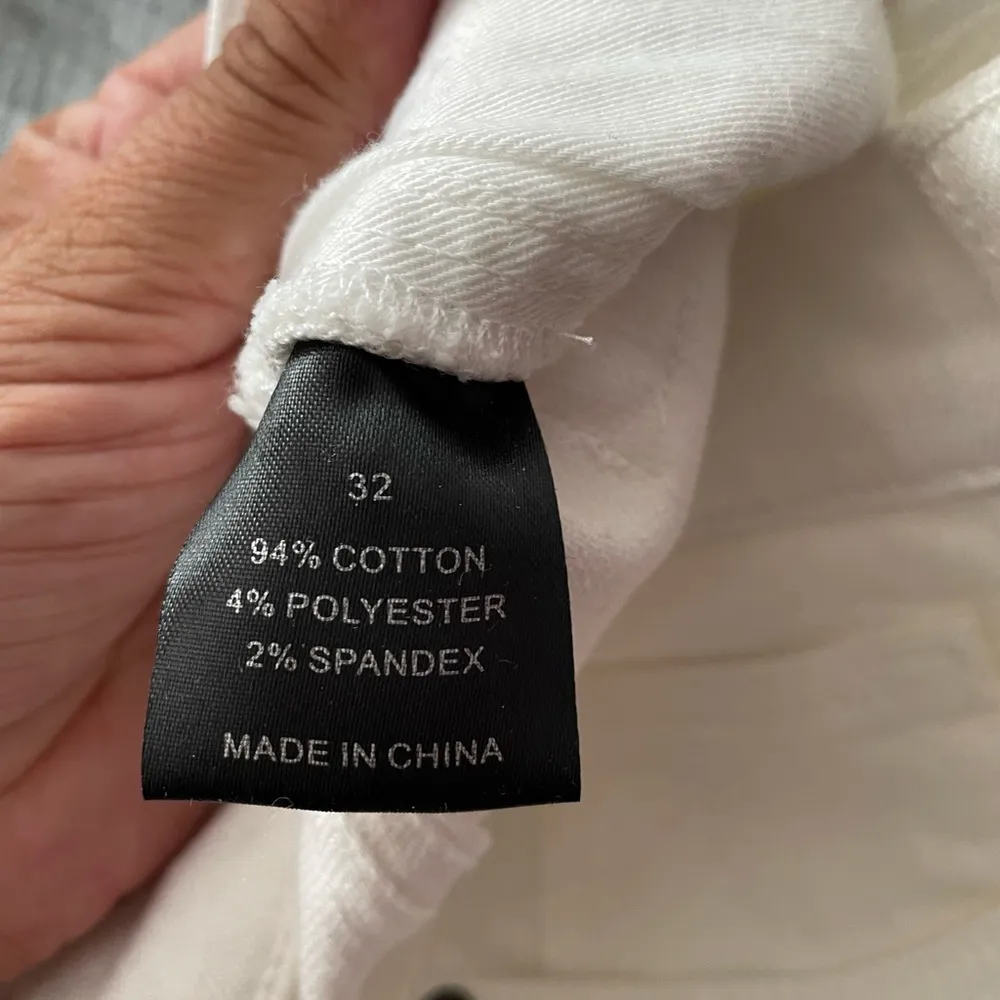 32
94% COTTON
4% POLYESTER
2% SPANDEX
MADE IN CHINA